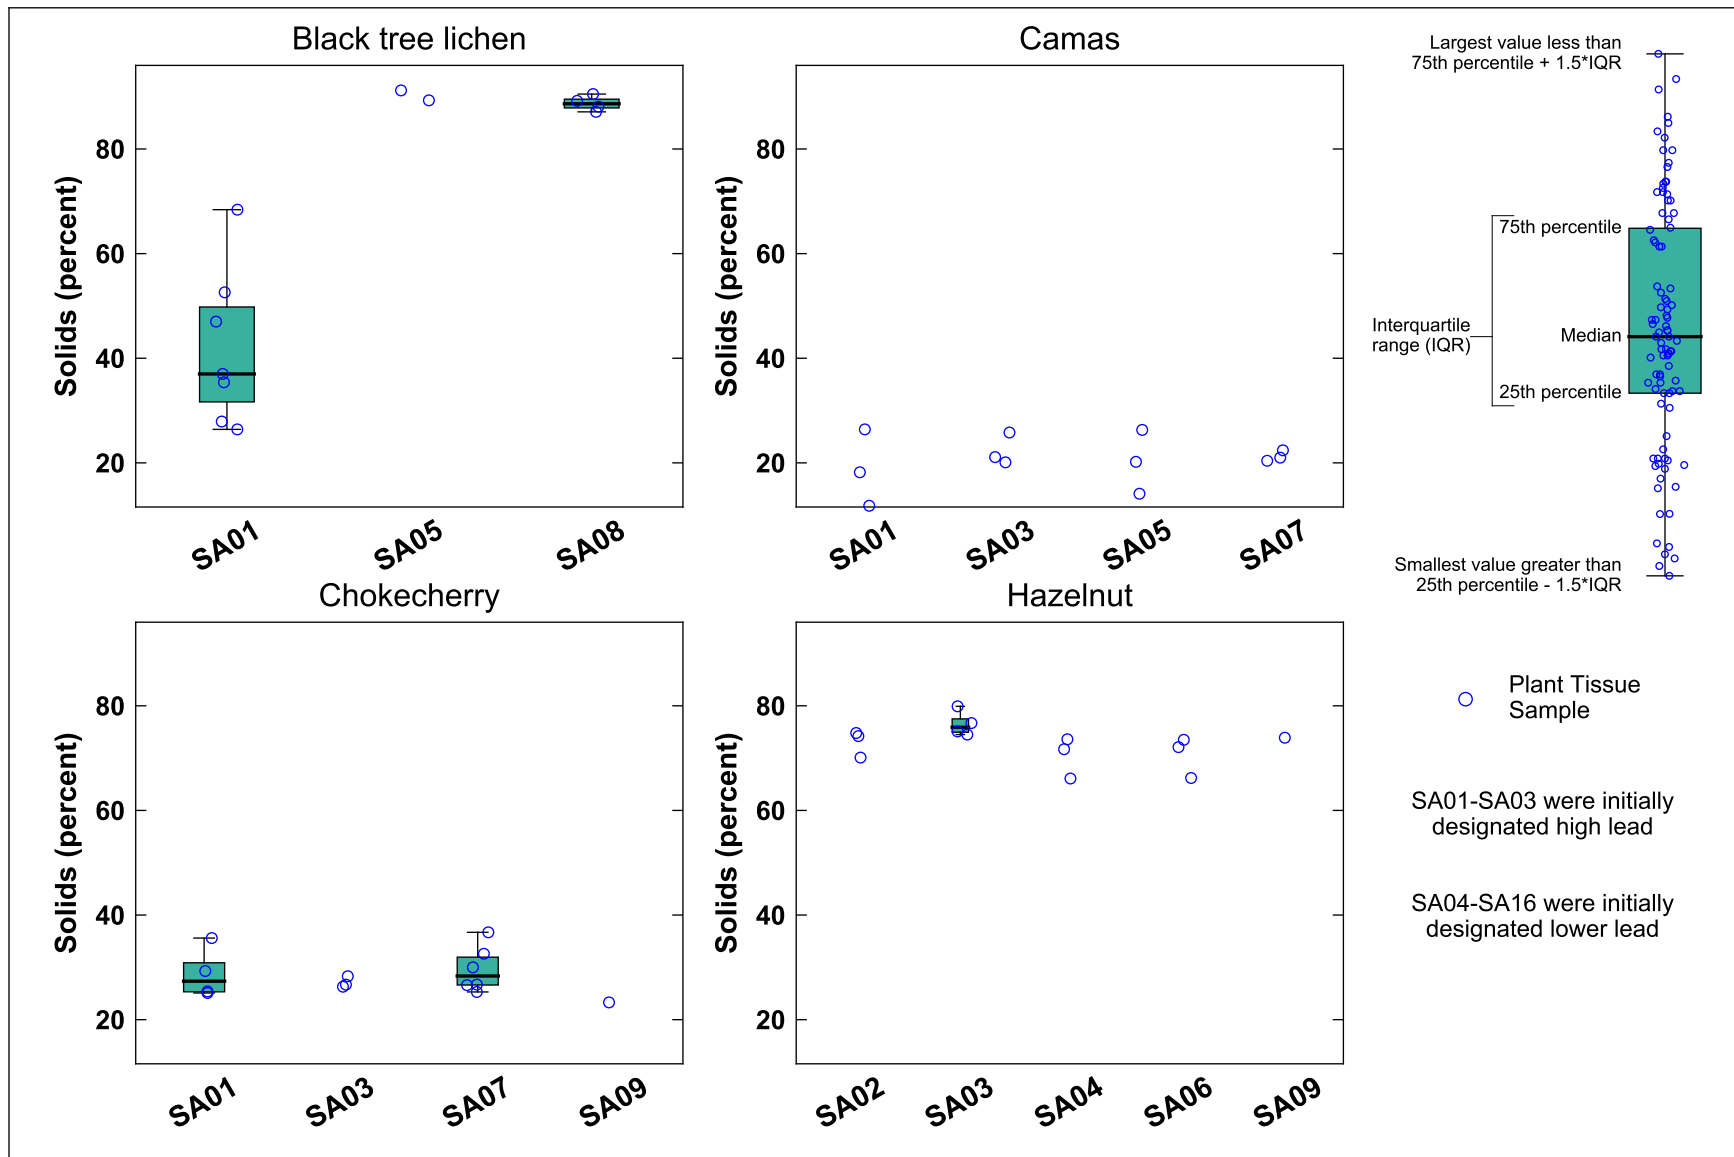 Black tree lichen
Solids (percent)
80
60
40
20
SA01
SA05
SA08
Camas
Solids (percent)
80
60
40
20
SA01
SA03
SA05
SA07
Chokecherry
Solids (percent)
80
60
40
20
SA01
SA03
SA07
SA09
Hazelnut
Solids (percent)
80
60
40
20
SA02
SA03
SA04
SA06
SA09
Largest value less than
75th percentile + 1.5*IQR
75th percentile
Interquartile
range (IQR)
Median
25th percentile
Smallest value greater than
25th percentile - 1.5*IQR
Plant Tissue
Sample
SA01-SA03 were initially
designated high lead
SA04-SA16 were initially
designated lower lead